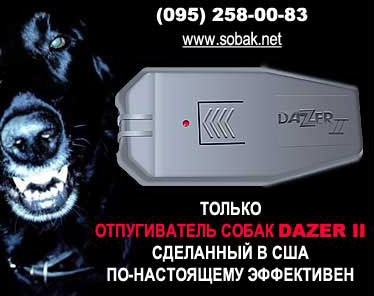 (095) 258-00-83
www.sobak.net
DAZER II
ТОЛЬКО
ОТПУГИВАТЕЛЬ СОБАК DAZER II
СДЕЛАННЫЙ В США
ПО-НАСТОЯЩЕМУ ЭФФЕКТИВЕН